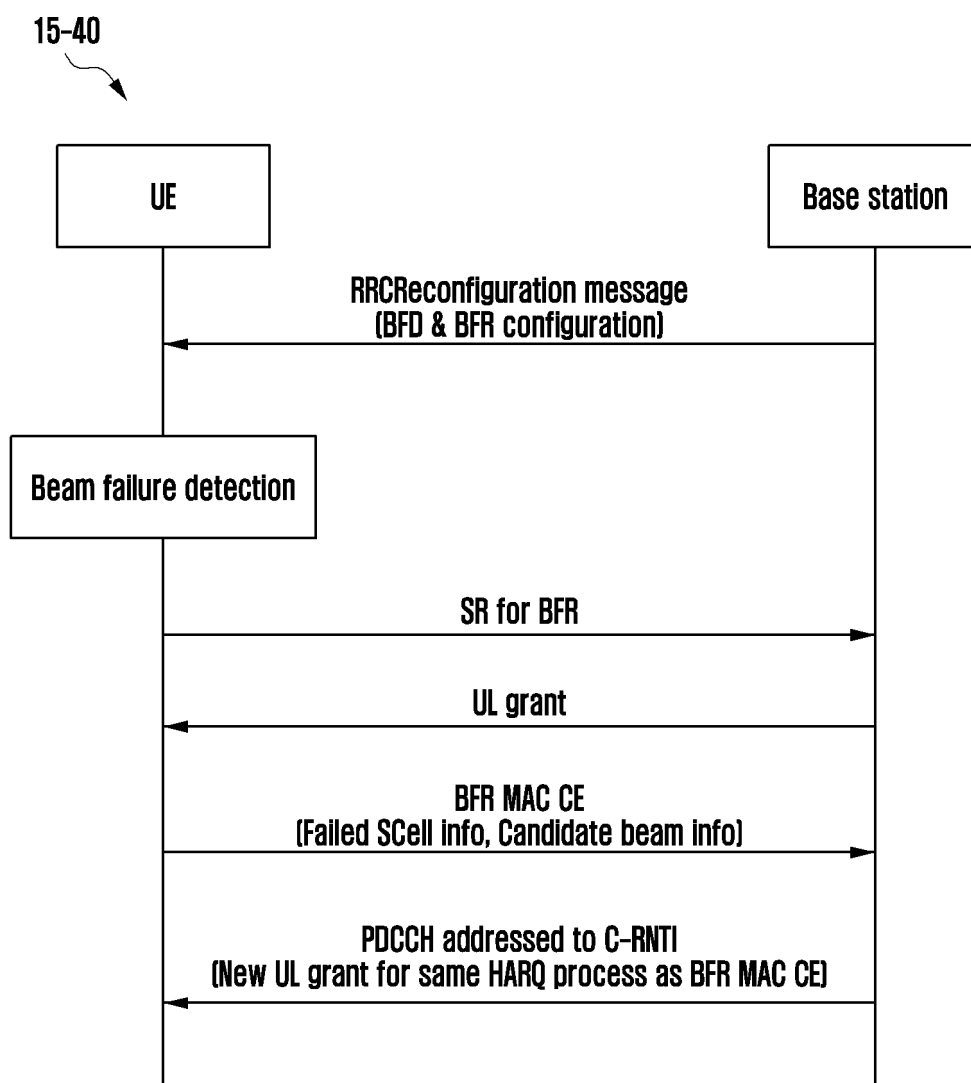 15-40
UE
Base station
RRCReconfiguration message
(BFD & BFR configuration)
Beam failure detection
SR for BFR
UL grant
BFR MAC CE
(Failed SCell info, Candidate beam info)
PDCCH addressed to C-RNTI
(New UL grant for same HARQ process as BFR MAC CE)